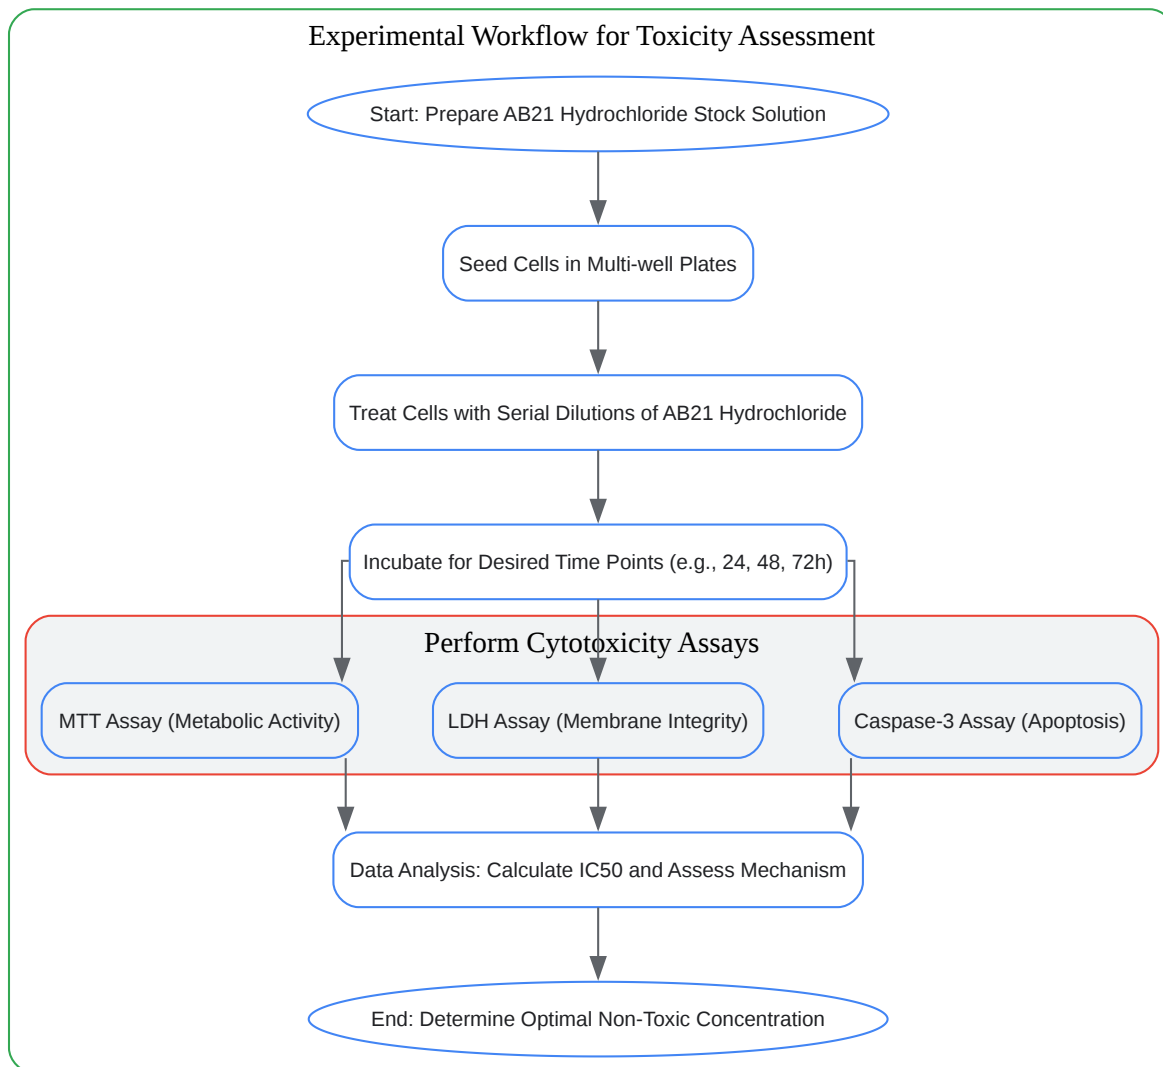 Experimental Workflow for Toxicity Assessment
Start: Prepare AB21 Hydrochloride Stock Solution
Seed Cells in Multi-well Plates
Treat Cells with Serial Dilutions of AB21 Hydrochloride
Incubate for Desired Time Points (e.g., 24, 48, 72h)
Perform Cytotoxicity Assays
MTT Assay (Metabolic Activity)
LDH Assay (Membrane Integrity)
Caspase-3 Assay (Apoptosis)
Data Analysis: Calculate IC50 and Assess Mechanism
End: Determine Optimal Non-Toxic Concentration